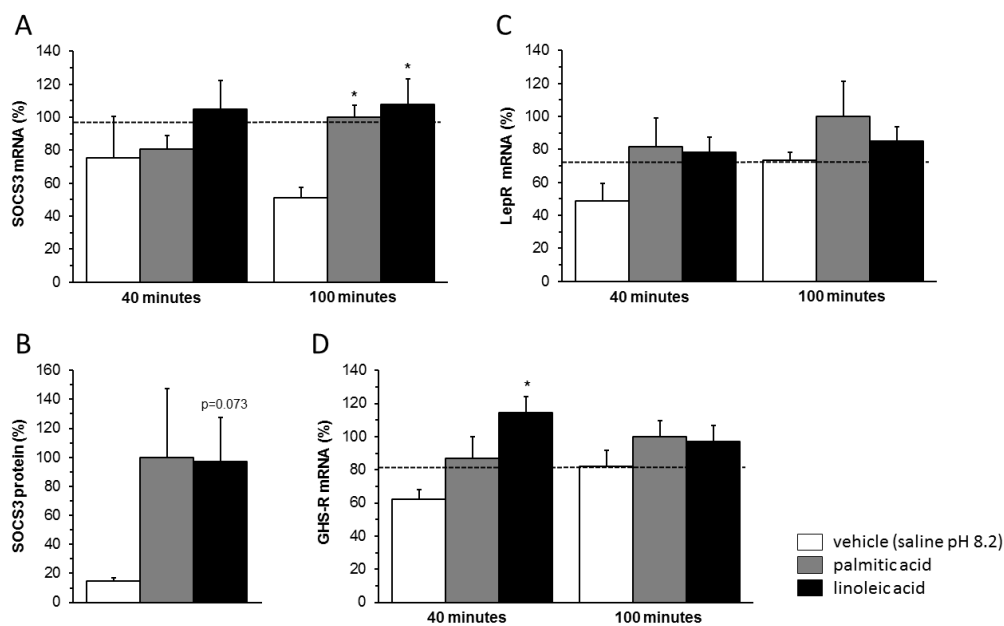 A
SOCS3 mRNA (%)
140
120
100
80
60
40
20
0
*
*
40 minutes
100 minutes
C
LepR mRNA (%)
140
120
100
80
60
40
20
0
40 minutes
100 minutes
B
SOCS3 protein (%)
160
140
120
100
80
60
40
20
0
p=0.073
D
GHS-R mRNA (%)
140
120
100
80
60
40
20
0
*
40 minutes
100 minutes
vehicle (saline pH 8.2)
palmitic acid
linoleic acid